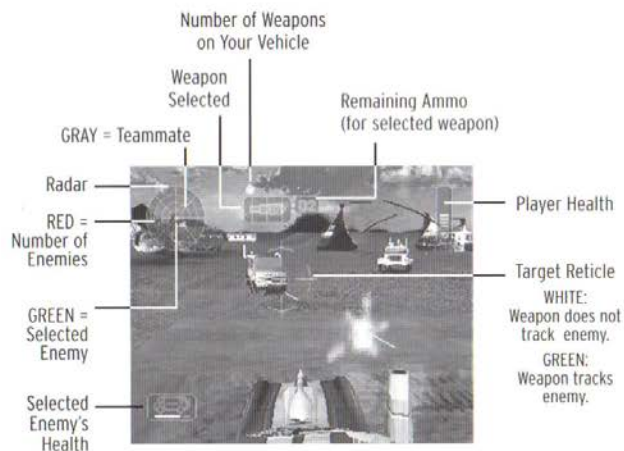 Number of Weapons
on Your Vehicle
Weapon
Selected
Remaining Ammo
(for selected weapon)
GRAY = Teammate
Radar
RED =
Number of
Enemies
GREEN =
Selected
Enemy
Selected
Enemy's
Health
Player Health
Target Reticle
WHITE:
Weapon does not
track enemy.
GREEN:
Weapon tracks
enemy.